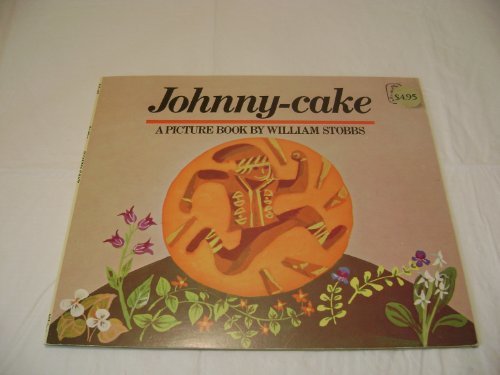 Johnny-cake
$4.95
A PICTURE BOOK BY WILLIAM STOBBS